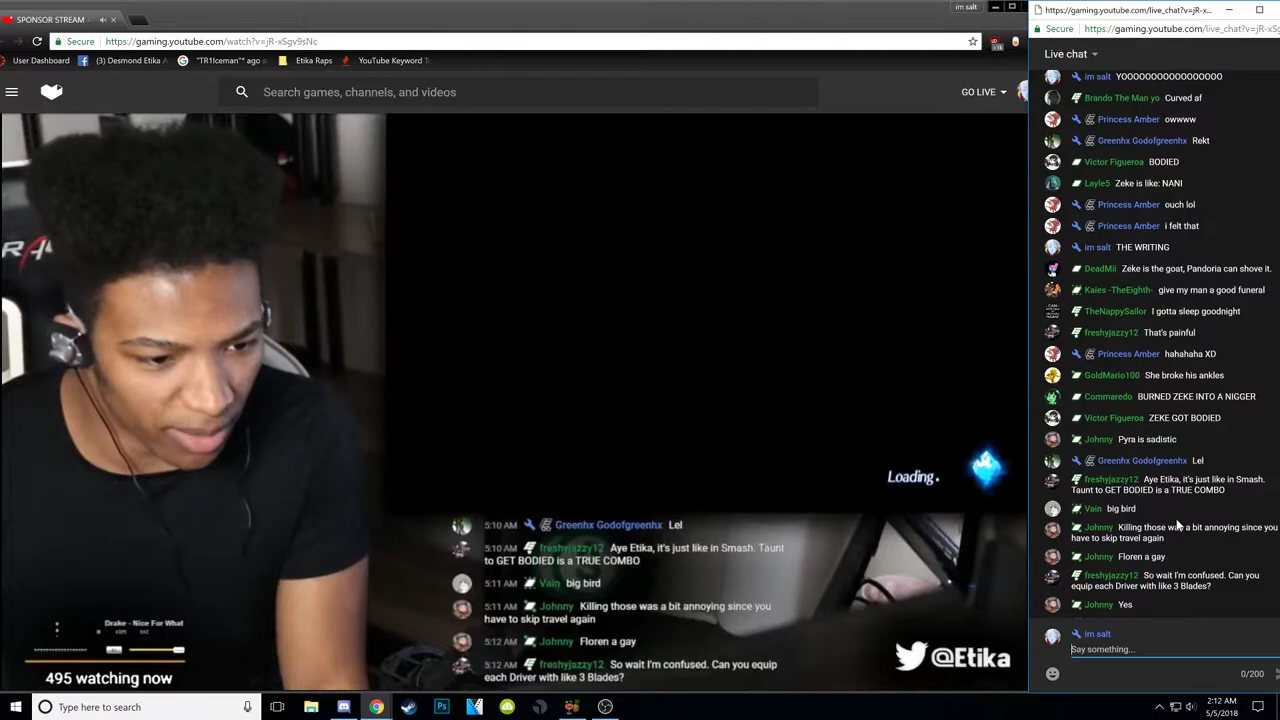 SPONSOR STREAM
im salt
https://gaming.youtube.com/live_chat?v=jR-x...
Secure https://gaming.youtube.com/watch?v=jR-xSgv9sNc
Secure https://gaming.youtube.com/live_chat?v=jR-xSg
User Dashboard (3) Desmond Etika A "TR1Iceman"* ago s Etika Raps YouTube Keyword T
Live chat
Search games, channels, and videos
GO LIVE
im salt YOOOOOOOOOOOOOOOOO
Brando The Man yo Curved af
Princess Amber owwww
Greenhx Godofgreenhx Rekt
Victor Figueroa BODIED
Layle5 Zeke is like: NANI
Princess Amber ouch lol
Princess Amber i felt that
im salt THE WRITING
DeadMii Zeke is the goat, Pandoria can shove it.
Kaies -TheEighth- give my man a good funeral
TheNappySailor I gotta sleep goodnight
freshyjazzy12 That's painful
Princess Amber hahahaha XD
GoldMario100 She broke his ankles
Commaredo BURNED ZEKE INTO A NIGGER
Victor Figueroa ZEKE GOT BODIED
Johnny Pyra is sadistic
Greenhx Godofgreenhx Lel
freshyjazzy12 Aye Etika, it's just like in Smash.
Taunt to GET BODIED is a TRUE COMBO
Vain big bird
Johnny Killing those was a bit annoying since you
have to skip travel again
Johnny Floren a gay
freshyjazzy12 So wait I'm confused. Can you
equip each Driver with like 3 Blades?
Johnny Yes
im salt
Say something...
0/200
Loading.
5:10 AM Greenhx Godofgreenhx Lel
5:10 AM freshyjazzy12 Aye Etika, it's just like in Smash. Taunt
to GET BODIED is a TRUE COMBO
5:11 AM Vain big bird
5:11 AM Johnny Killing those was a bit annoying since you
have to skip travel again
5:12 AM Johnny Floren a gay
5:12 AM freshyjazzy12 So wait I'm confused. Can you equip
each Driver with like 3 Blades?
Drake - Nice For What
495 watching now
@Etika
Type here to search
2:12 AM
5/5/2018